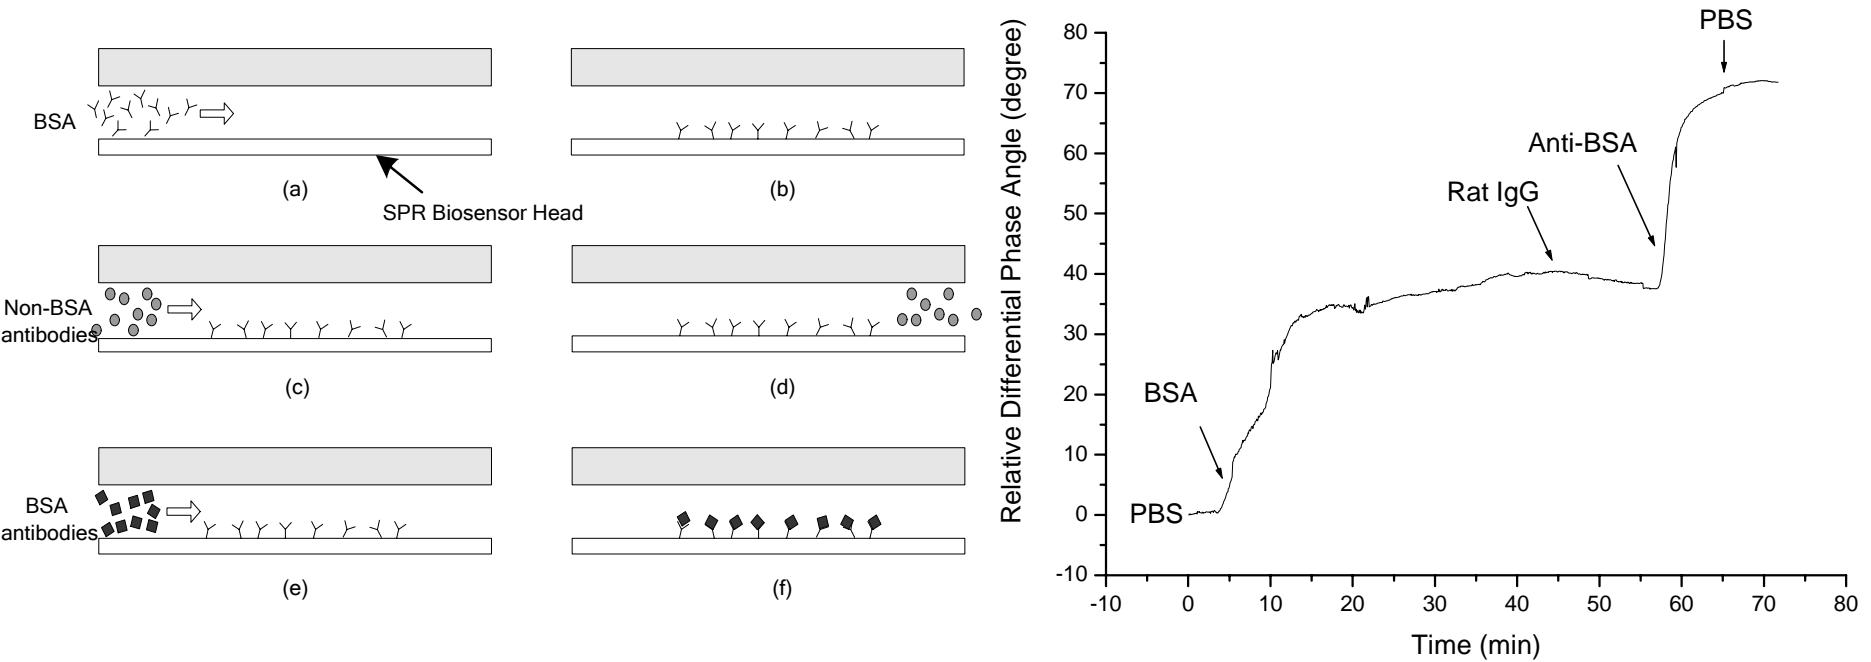 BSA
(a)
(b)
SPR Biosensor Head
Non-BSA
antibodies
(c)
(d)
BSA
antibodies
(e)
(f)
Relative Differential Phase Angle (degree)
80
70
60
50
40
30
20
10
0
-10
PBS
Anti-BSA
Rat IgG
BSA
PBS
-10 0 10 20 30 40 50 60 70 80
Time (min)